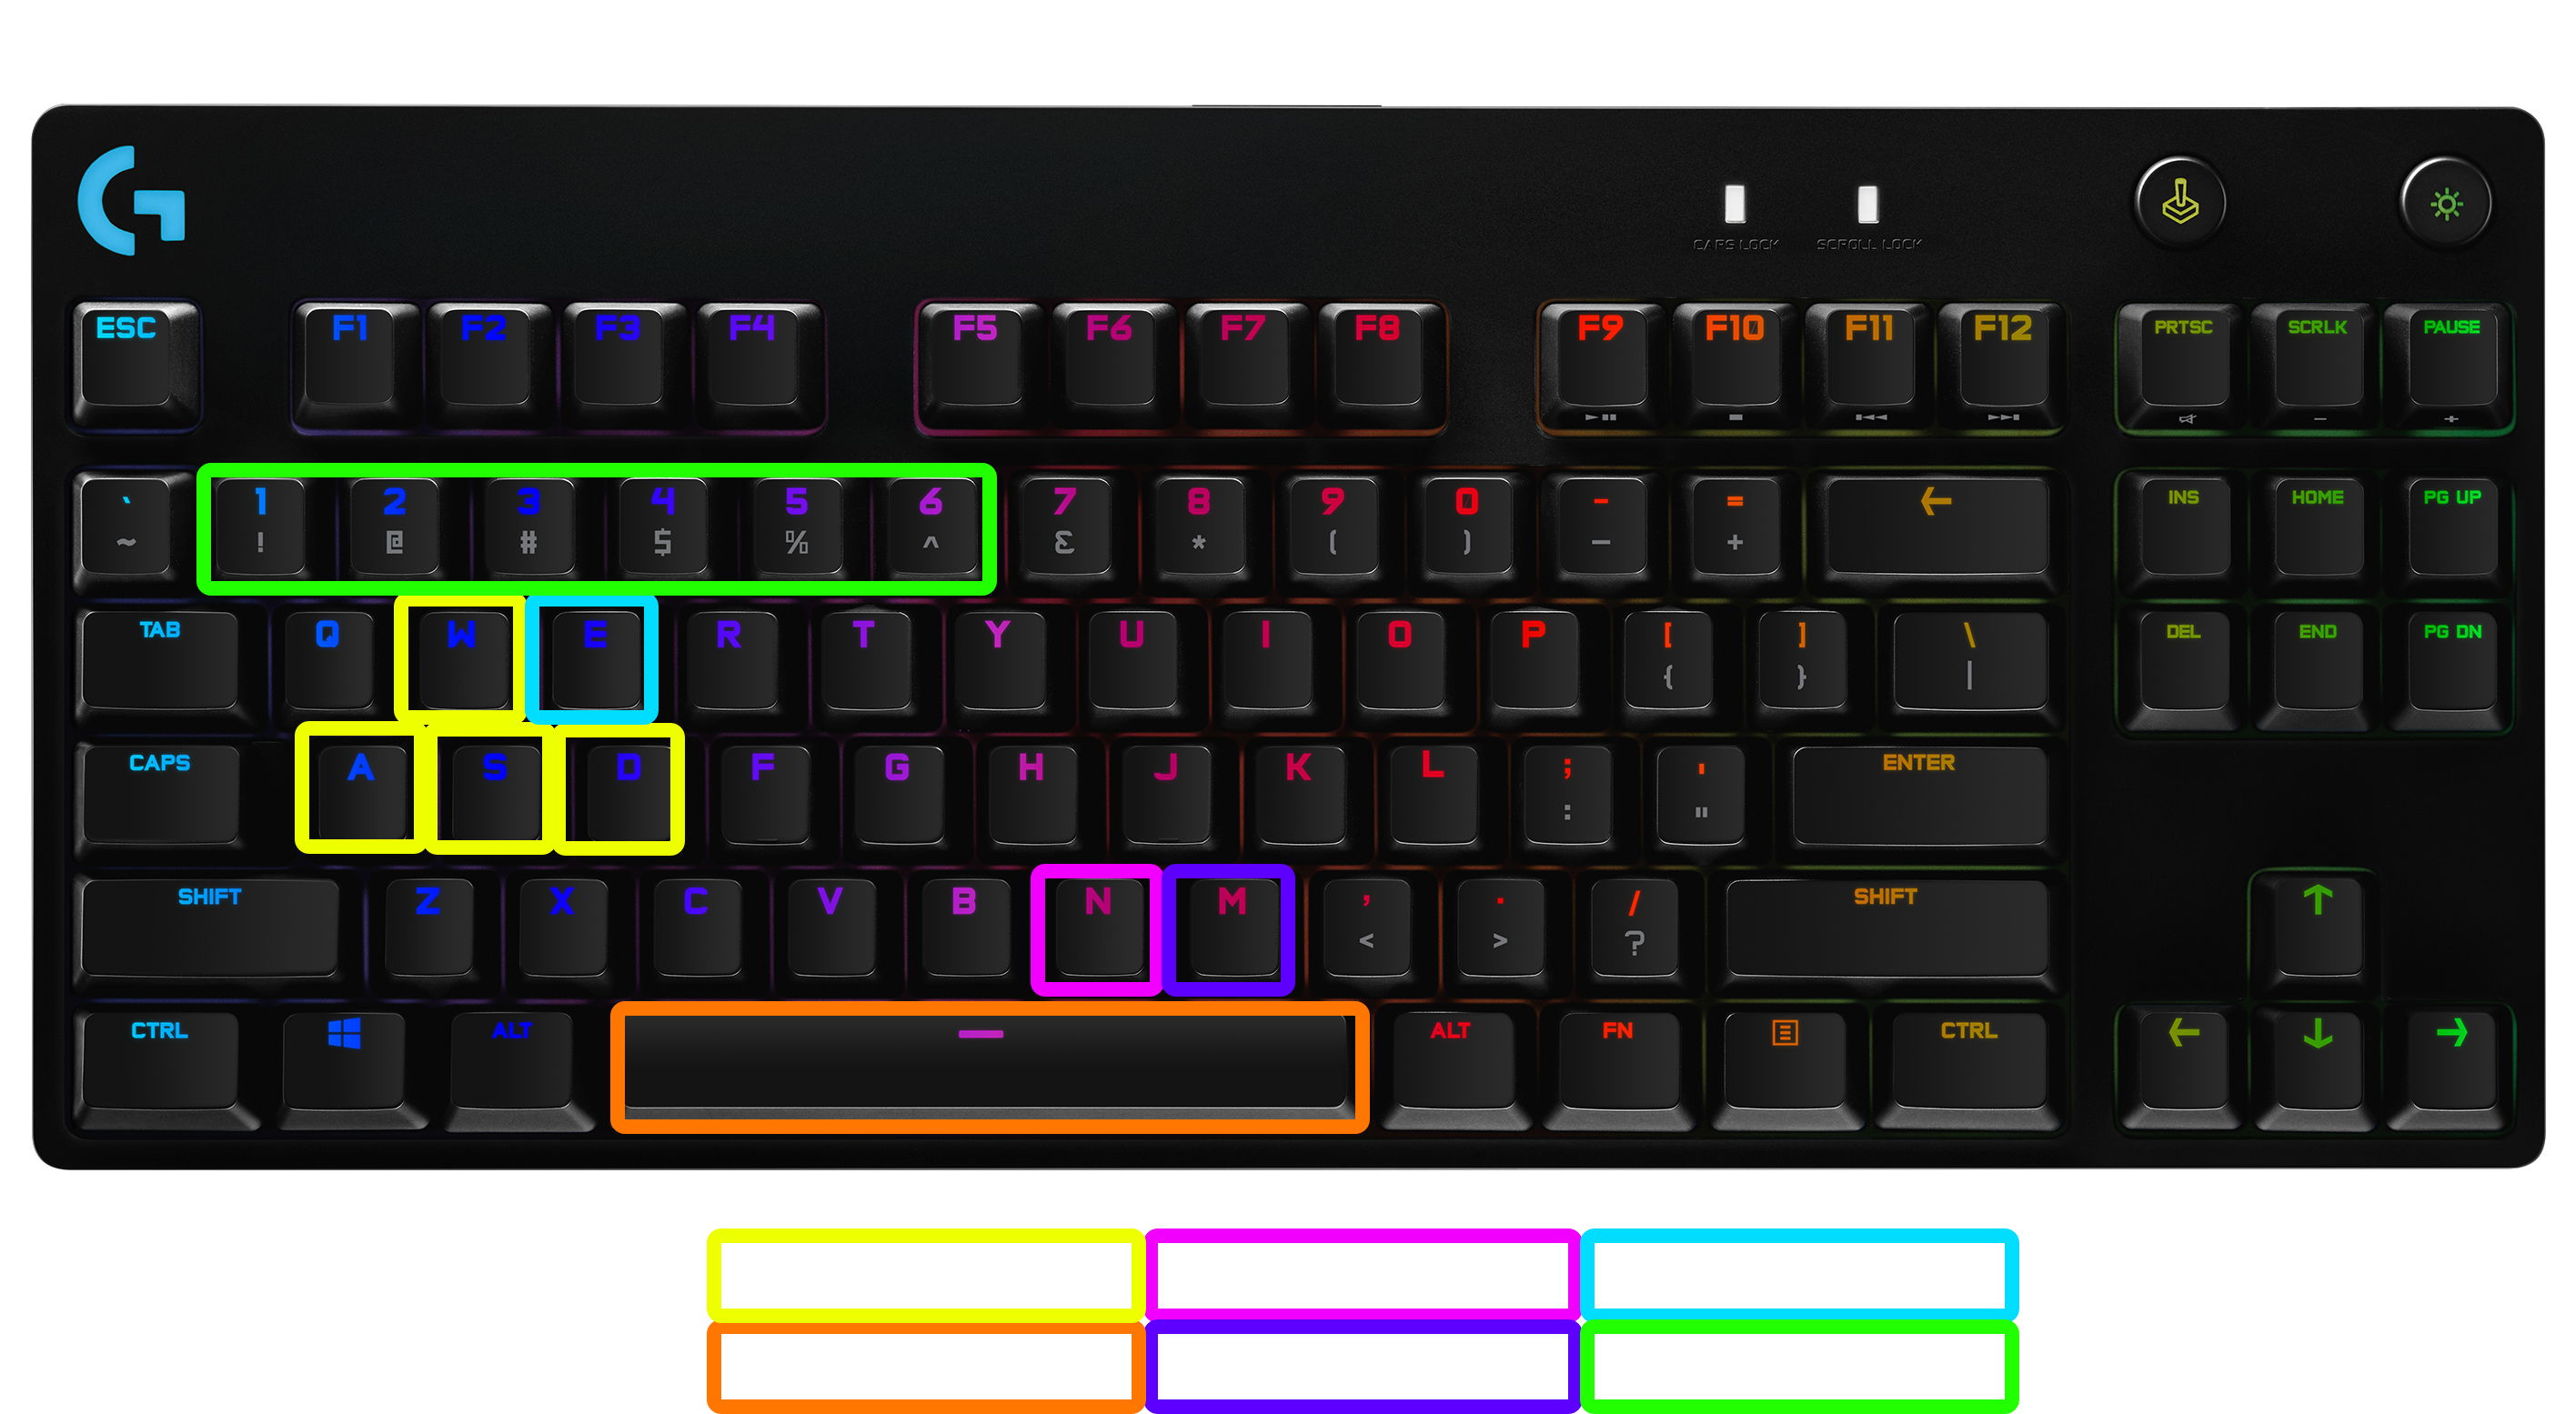 G
CAPS LOCK SCROLL LOCK
ESC F1 F2 F3 F4 F5 F6 F7 F8 F9 F10 F11 F12 PRTSC SCRLK PAUSE
` 1 2 3 4 5 6 7 8 9 0 - = ← INS HOME PG UP
~ ! @ # $ % ^ & * ( ) _ +
TAB Q W E R T Y U I O P [ ] \ DEL END PG DN
{ } |
CAPS A S D F G H J K L ; ' ENTER
: "
SHIFT Z X C V B N M , . / SHIFT ↑
< > ?
CTRL ALT ALT FN CTRL ← ↓ →